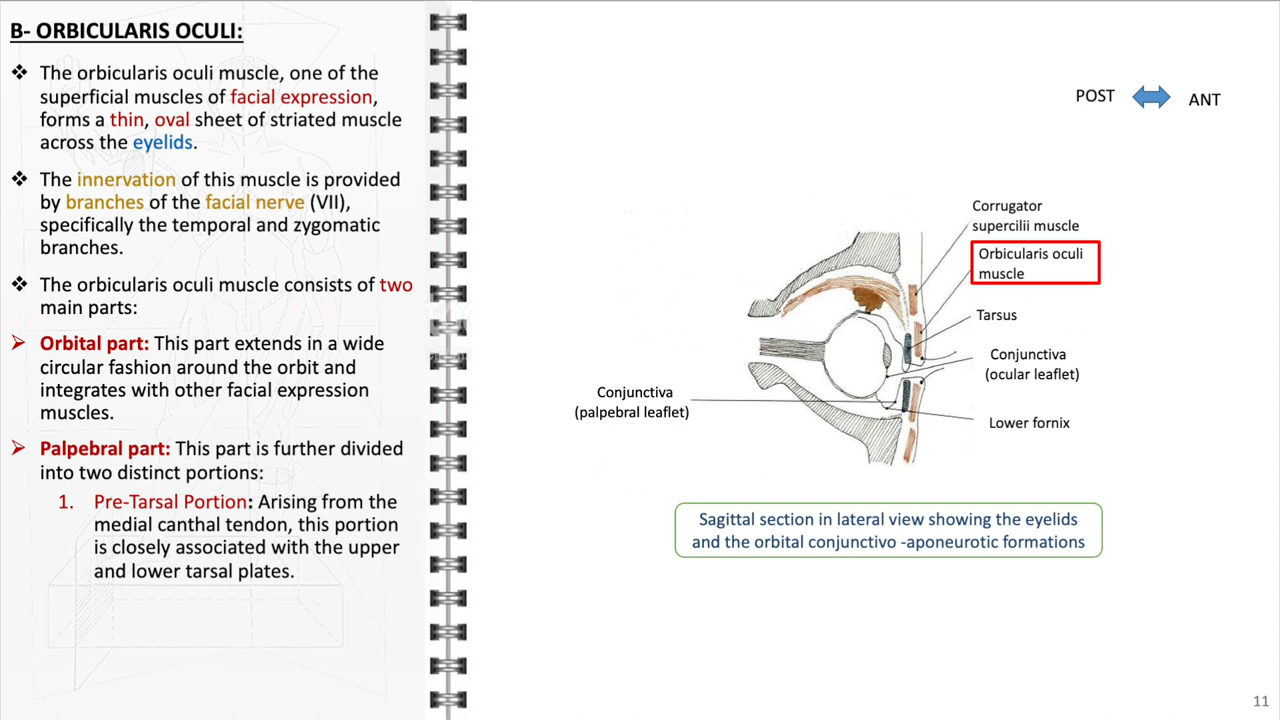 B- ORBICULARIS OCULI:
❖ The orbicularis oculi muscle, one of the
superficial muscles of facial expression,
forms a thin, oval sheet of striated muscle
across the eyelids.
❖ The innervation of this muscle is provided
by branches of the facial nerve (VII),
specifically the temporal and zygomatic
branches.
❖ The orbicularis oculi muscle consists of two
main parts:
➢ Orbital part: This part extends in a wide
circular fashion around the orbit and
integrates with other facial expression
muscles.
➢ Palpebral part: This part is further divided
into two distinct portions:
1. Pre-Tarsal Portion: Arising from the
medial canthal tendon, this portion
is closely associated with the upper
and lower tarsal plates.
POST
ANT
Corrugator
supercilii muscle
Orbicularis oculi
muscle
Tarsus
Conjunctiva
(ocular leaflet)
Conjunctiva
(palpebral leaflet)
Lower fornix
Sagittal section in lateral view showing the eyelids
and the orbital conjunctivo -aponeurotic formations
11